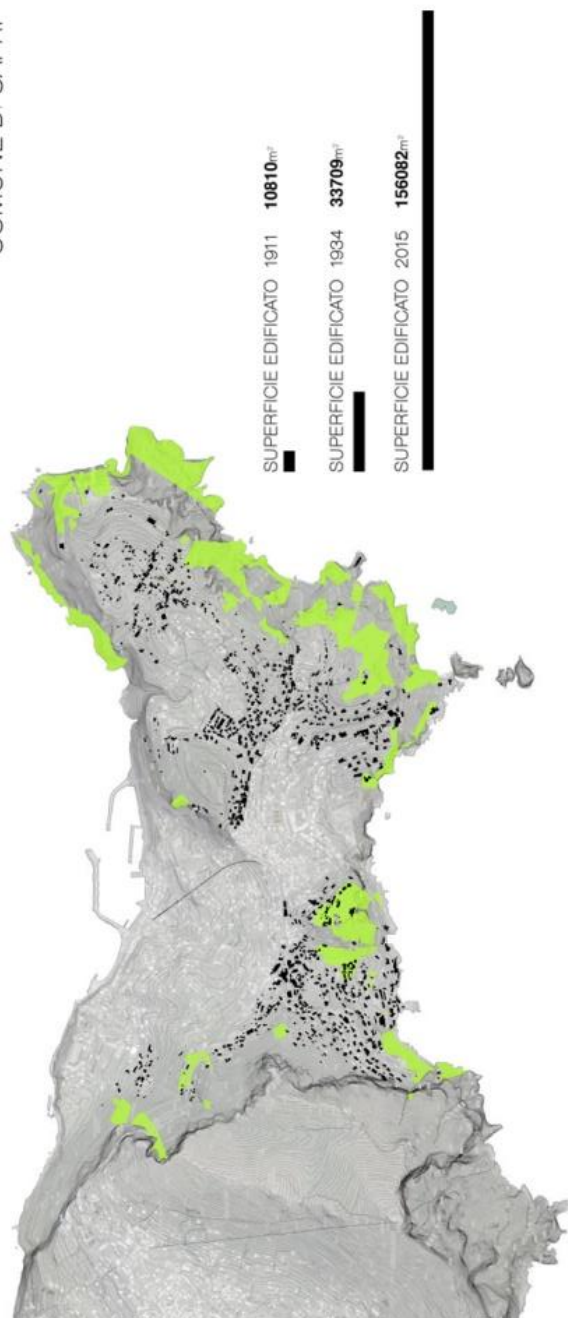 SUPERFICIE EDIFICATO 1911 10810m²
SUPERFICIE EDIFICATO 1934 33709m²
SUPERFICIE EDIFICATO 2015 156082m²